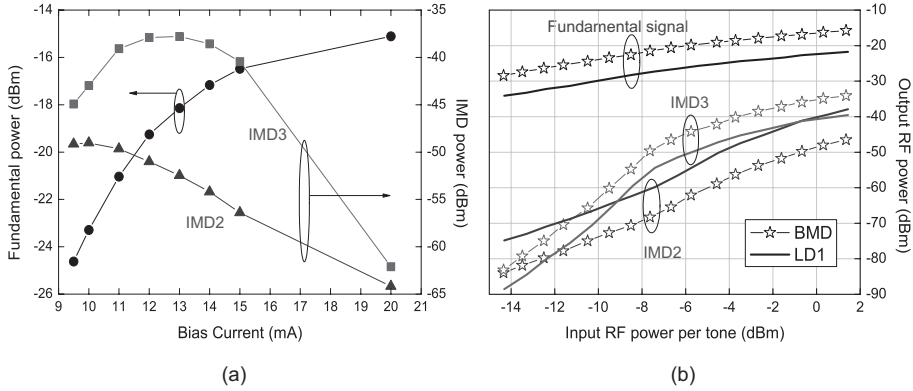 Fundamental power (dBm)
-14
-16
-18
-20
-22
-24
-26
9 10 11 12 13 14 15 16 17 18 19 20 21
Bias Current (mA)
-35
-40
-45
-50
-55
-60
-65
IMD power (dBm)
IMD3
IMD2
(a)
Fundamental signal
IMD3
IMD2
BMD
LD1
-10
-20
-30
-40
-50
-60
-70
-80
-90
Output RF power (dBm)
-14 -12 -10 -8 -6 -4 -2 0 2
Input RF power per tone (dBm)
(b)